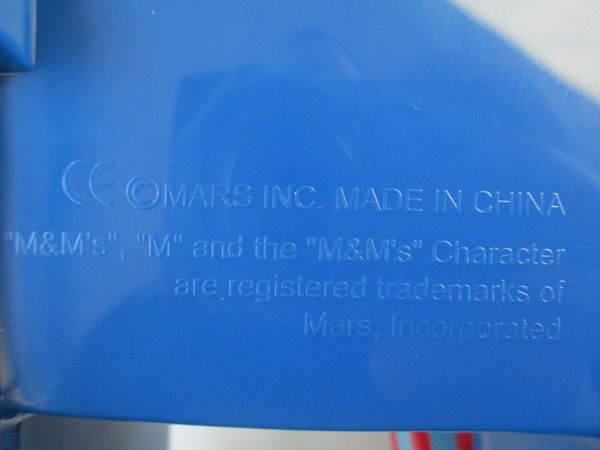 CE ©MARS INC. MADE IN CHINA
"M&M's", "M" and the "M&M's" Character
are registered trademarks of
Mars, Incorporated